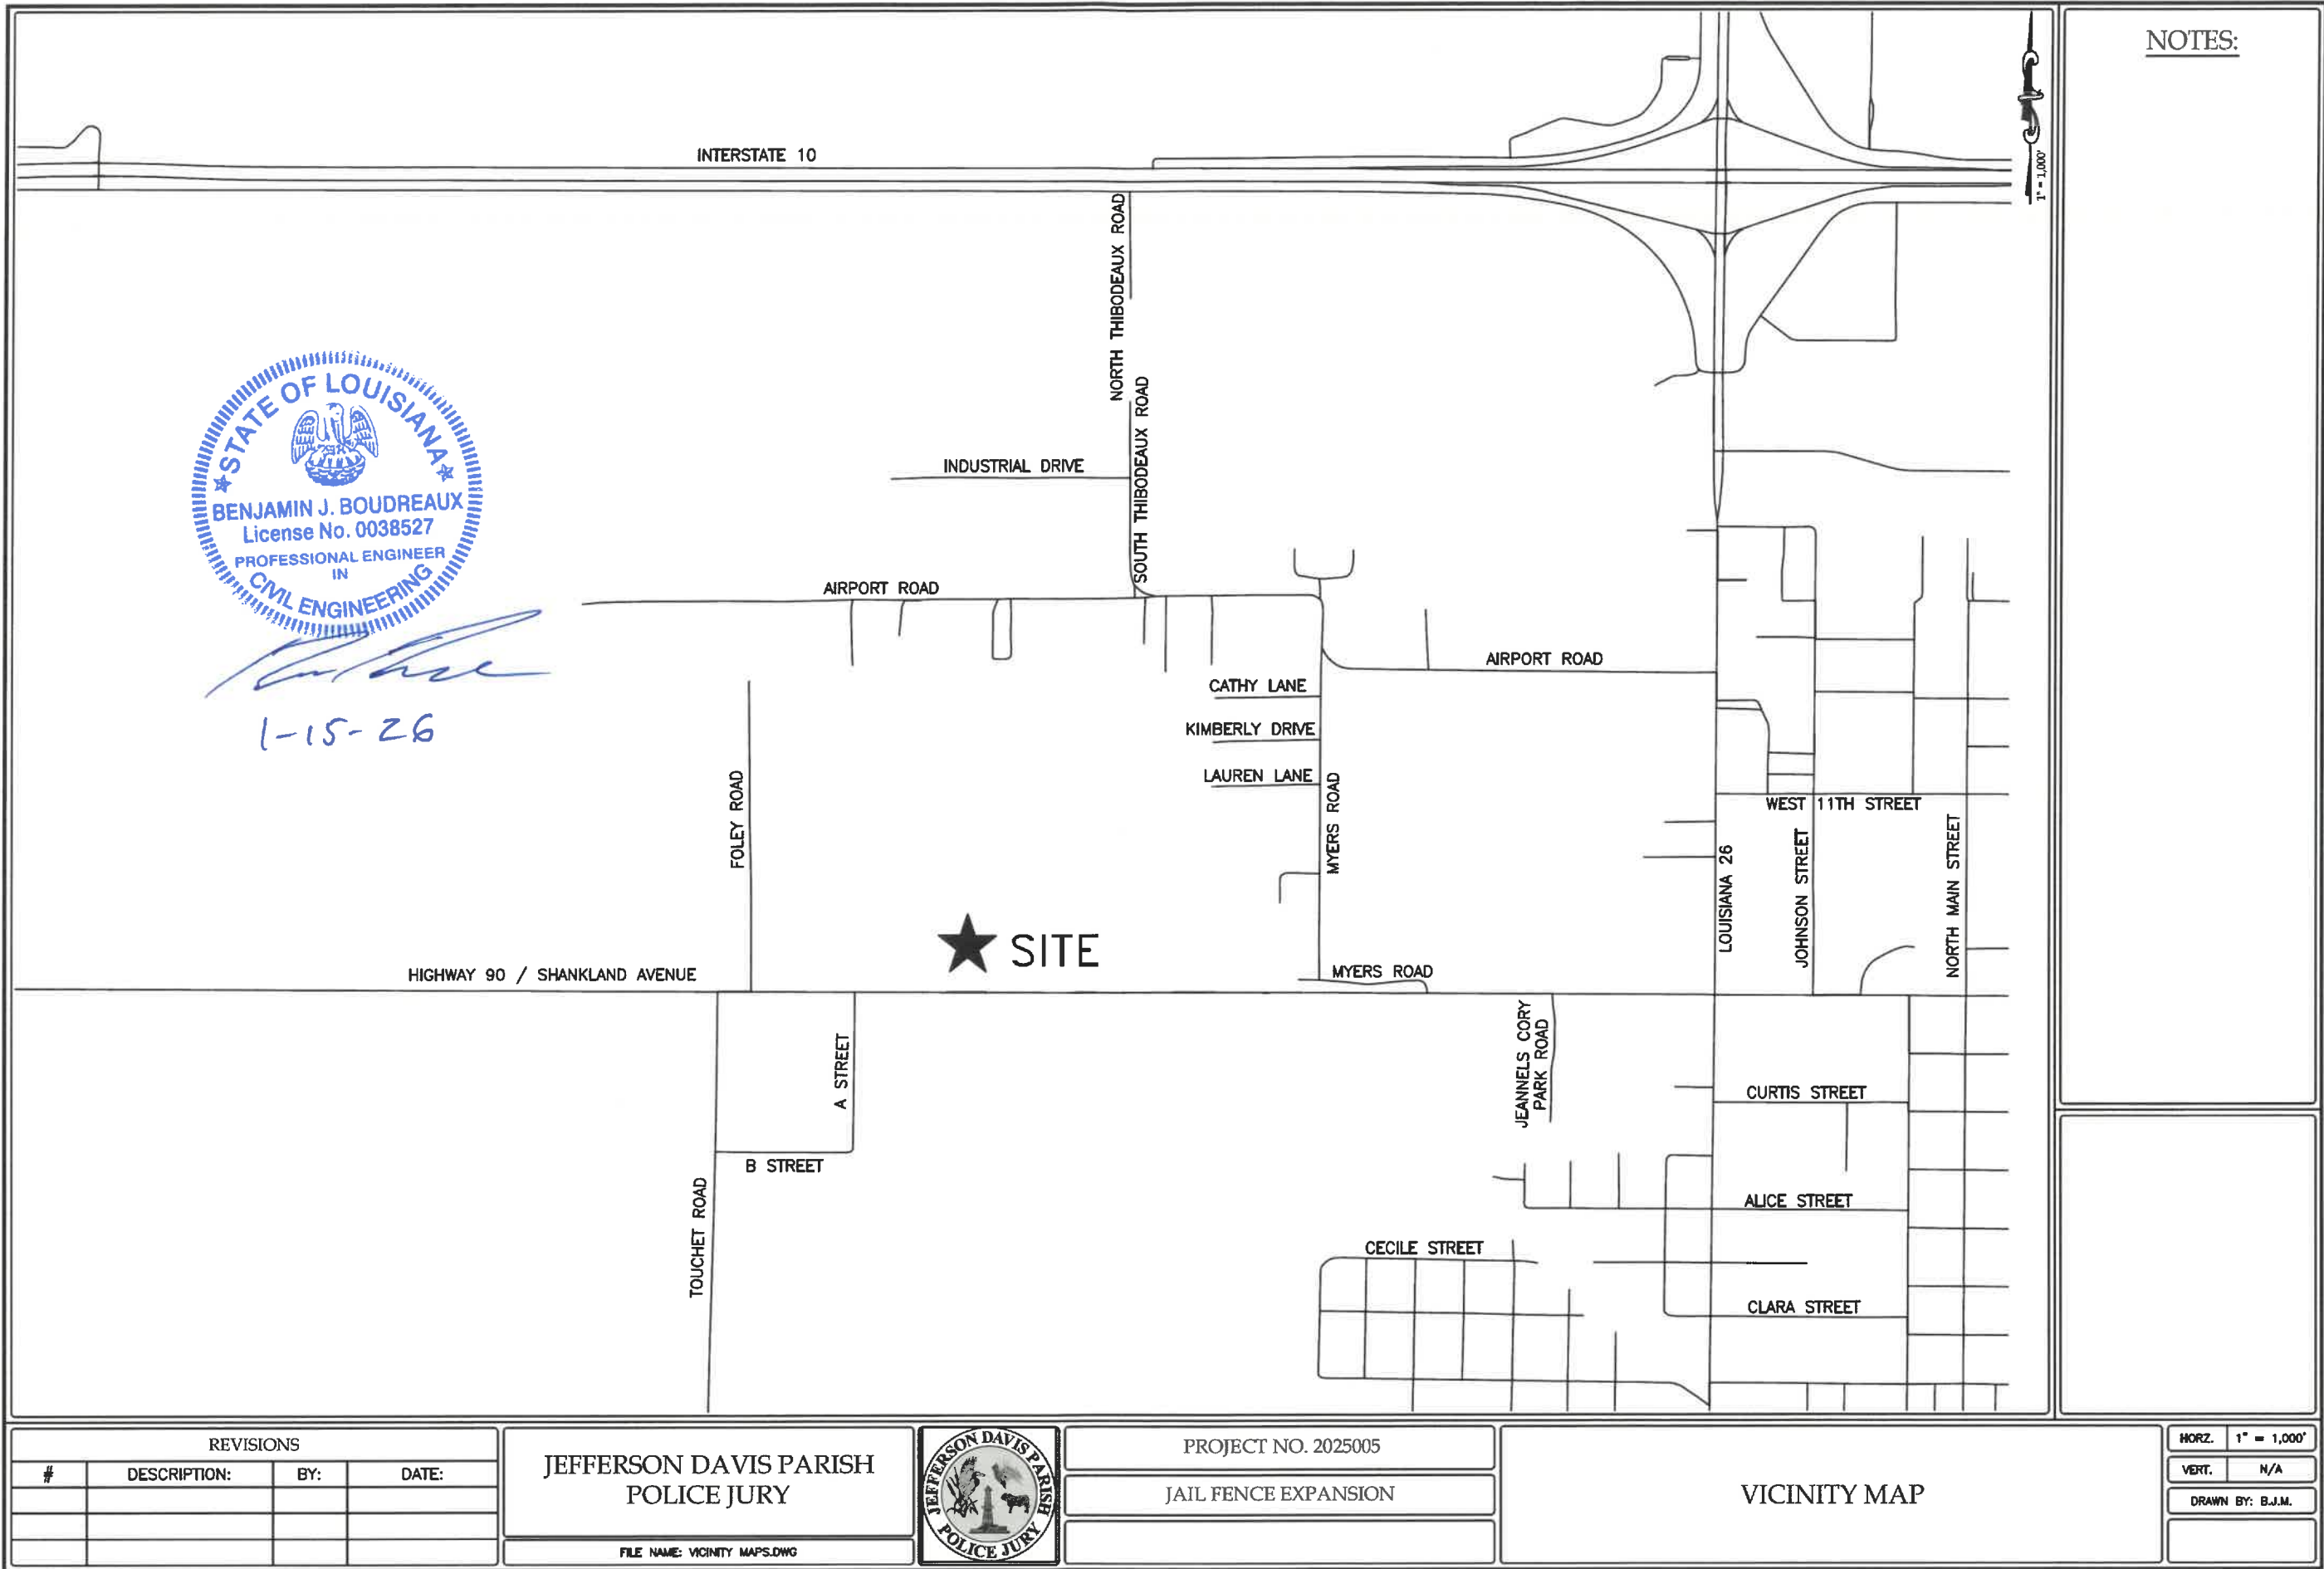 NOTES:
1" = 1,000'
INTERSTATE 10
NORTH THIBODEAUX ROAD
SOUTH THIBODEAUX ROAD
INDUSTRIAL DRIVE
STATE OF LOUISIANA
BENJAMIN J. BOUDREAUX
License No. 0038527
PROFESSIONAL ENGINEER
IN
CIVIL ENGINEERING
1-15-26
AIRPORT ROAD
AIRPORT ROAD
CATHY LANE
KIMBERLY DRIVE
LAUREN LANE
MYERS ROAD
FOLEY ROAD
WEST 11TH STREET
LOUISIANA 26
JOHNSON STREET
NORTH MAIN STREET
SITE
HIGHWAY 90 / SHANKLAND AVENUE
MYERS ROAD
A STREET
B STREET
TOUCHET ROAD
JEANNELS CORY
PARK ROAD
CURTIS STREET
ALICE STREET
CECILE STREET
CLARA STREET
REVISIONS
# DESCRIPTION: BY: DATE:
JEFFERSON DAVIS PARISH
POLICE JURY
FILE NAME: VICINITY MAPS.DWG
JEFFERSON DAVIS PARISH
POLICE JURY
PROJECT NO. 2025005
JAIL FENCE EXPANSION
VICINITY MAP
HORZ. 1" = 1,000'
VERT. N/A
DRAWN BY: B.J.M.